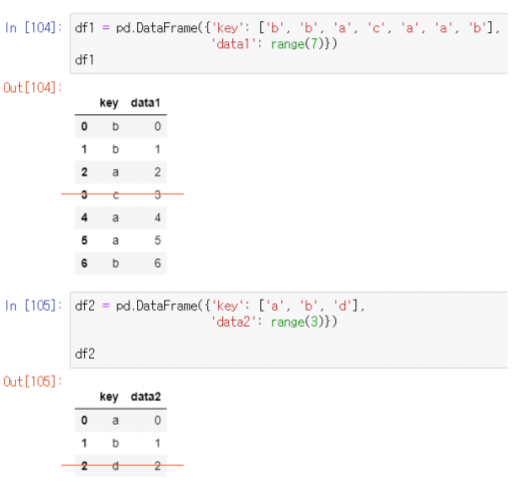 In [104]: df1 = pd.DataFrame({'key': ['b', 'b', 'a', 'c', 'a', 'a', 'b'],
'data1': range(7)})
df1
Out[104]:
key data1
0 b 0
1 b 1
2 a 2
3 c 3
4 a 4
5 a 5
6 b 6
In [105]: df2 = pd.DataFrame({'key': ['a', 'b', 'd'],
'data2': range(3)})
df2
Out[105]:
key data2
0 a 0
1 b 1
2 d 2